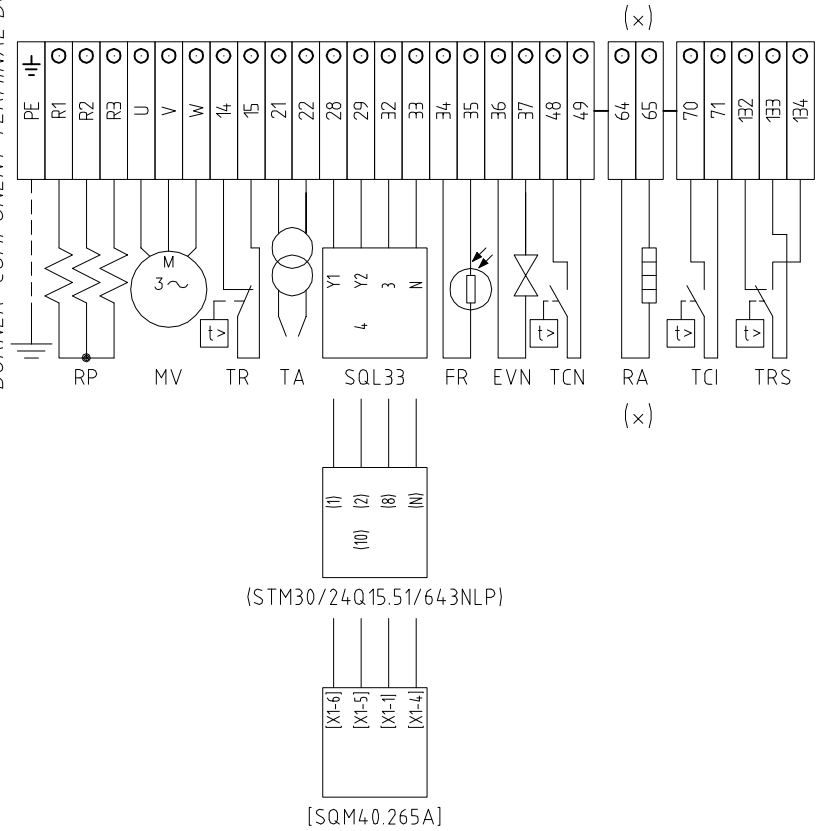 (x)
PE R1 R2 R3 U V W 14 15 21 22 28 29 32 33 34 35 36 37 48 49 64 65 70 71 132 133 134
M
3~
Y1 Y2 3 N
4
t> t> t> t>
RP MV TR TA SQL33 FR EVN TCN RA TCI TRS
(x)
(1) (2) (8) (N)
(10)
(STM30/24Q15.51/643NLP)
[X1-6] [X1-5] [X1-1] [X1-4]
[SQM40.265A]